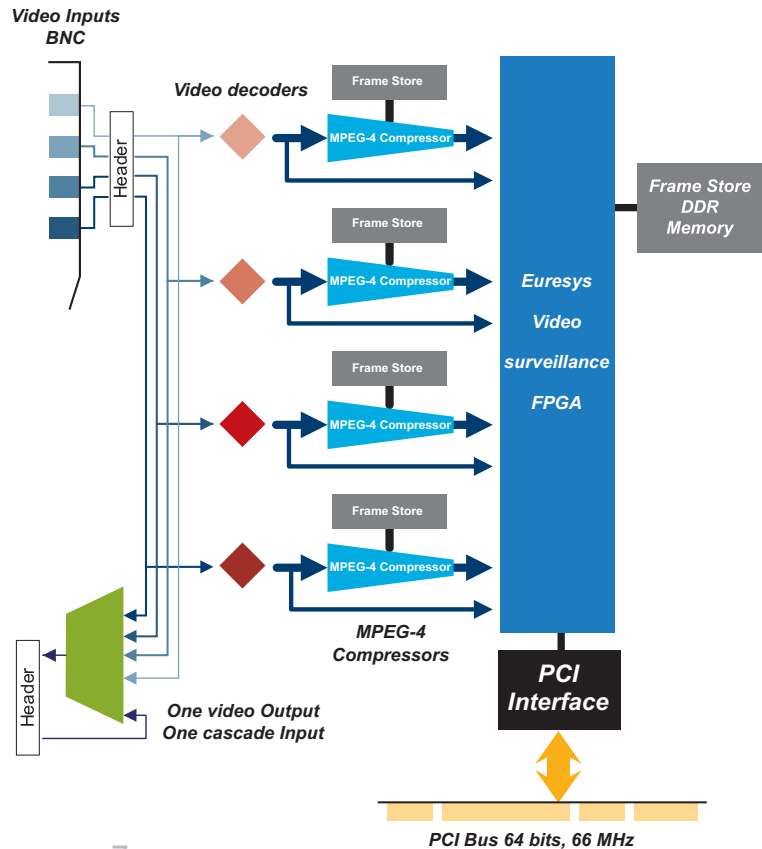 Video Inputs
BNC
Header
Video decoders
Frame Store
MPEG-4 Compressor
Frame Store
MPEG-4 Compressor
Frame Store
MPEG-4 Compressor
Frame Store
MPEG-4 Compressor
MPEG-4
Compressors
Euresys
Video
surveillance
FPGA
Frame Store
DDR
Memory
PCI
Interface
Header
One video Output
One cascade Input
PCI Bus 64 bits, 66 MHz